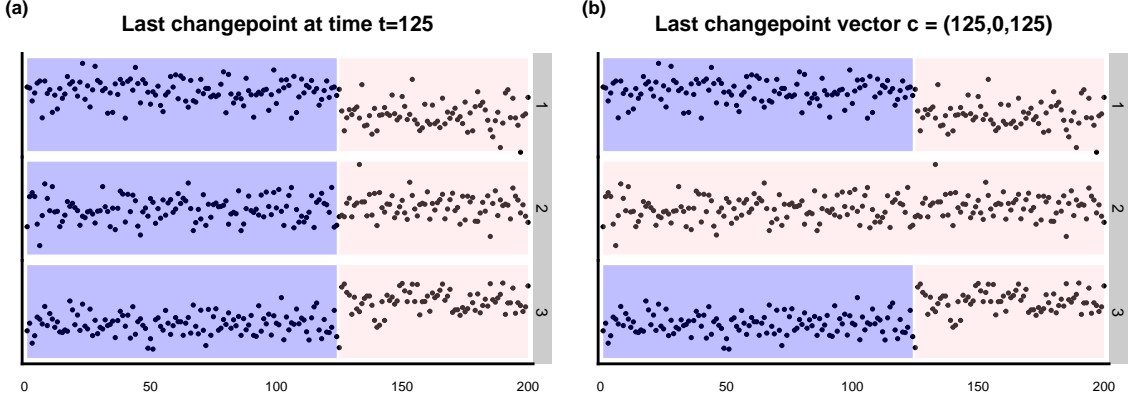 (a)
Last changepoint at time t=125
1
2
3
0 50 100 150 200
(b)
Last changepoint vector c = (125,0,125)
1
2
3
0 50 100 150 200